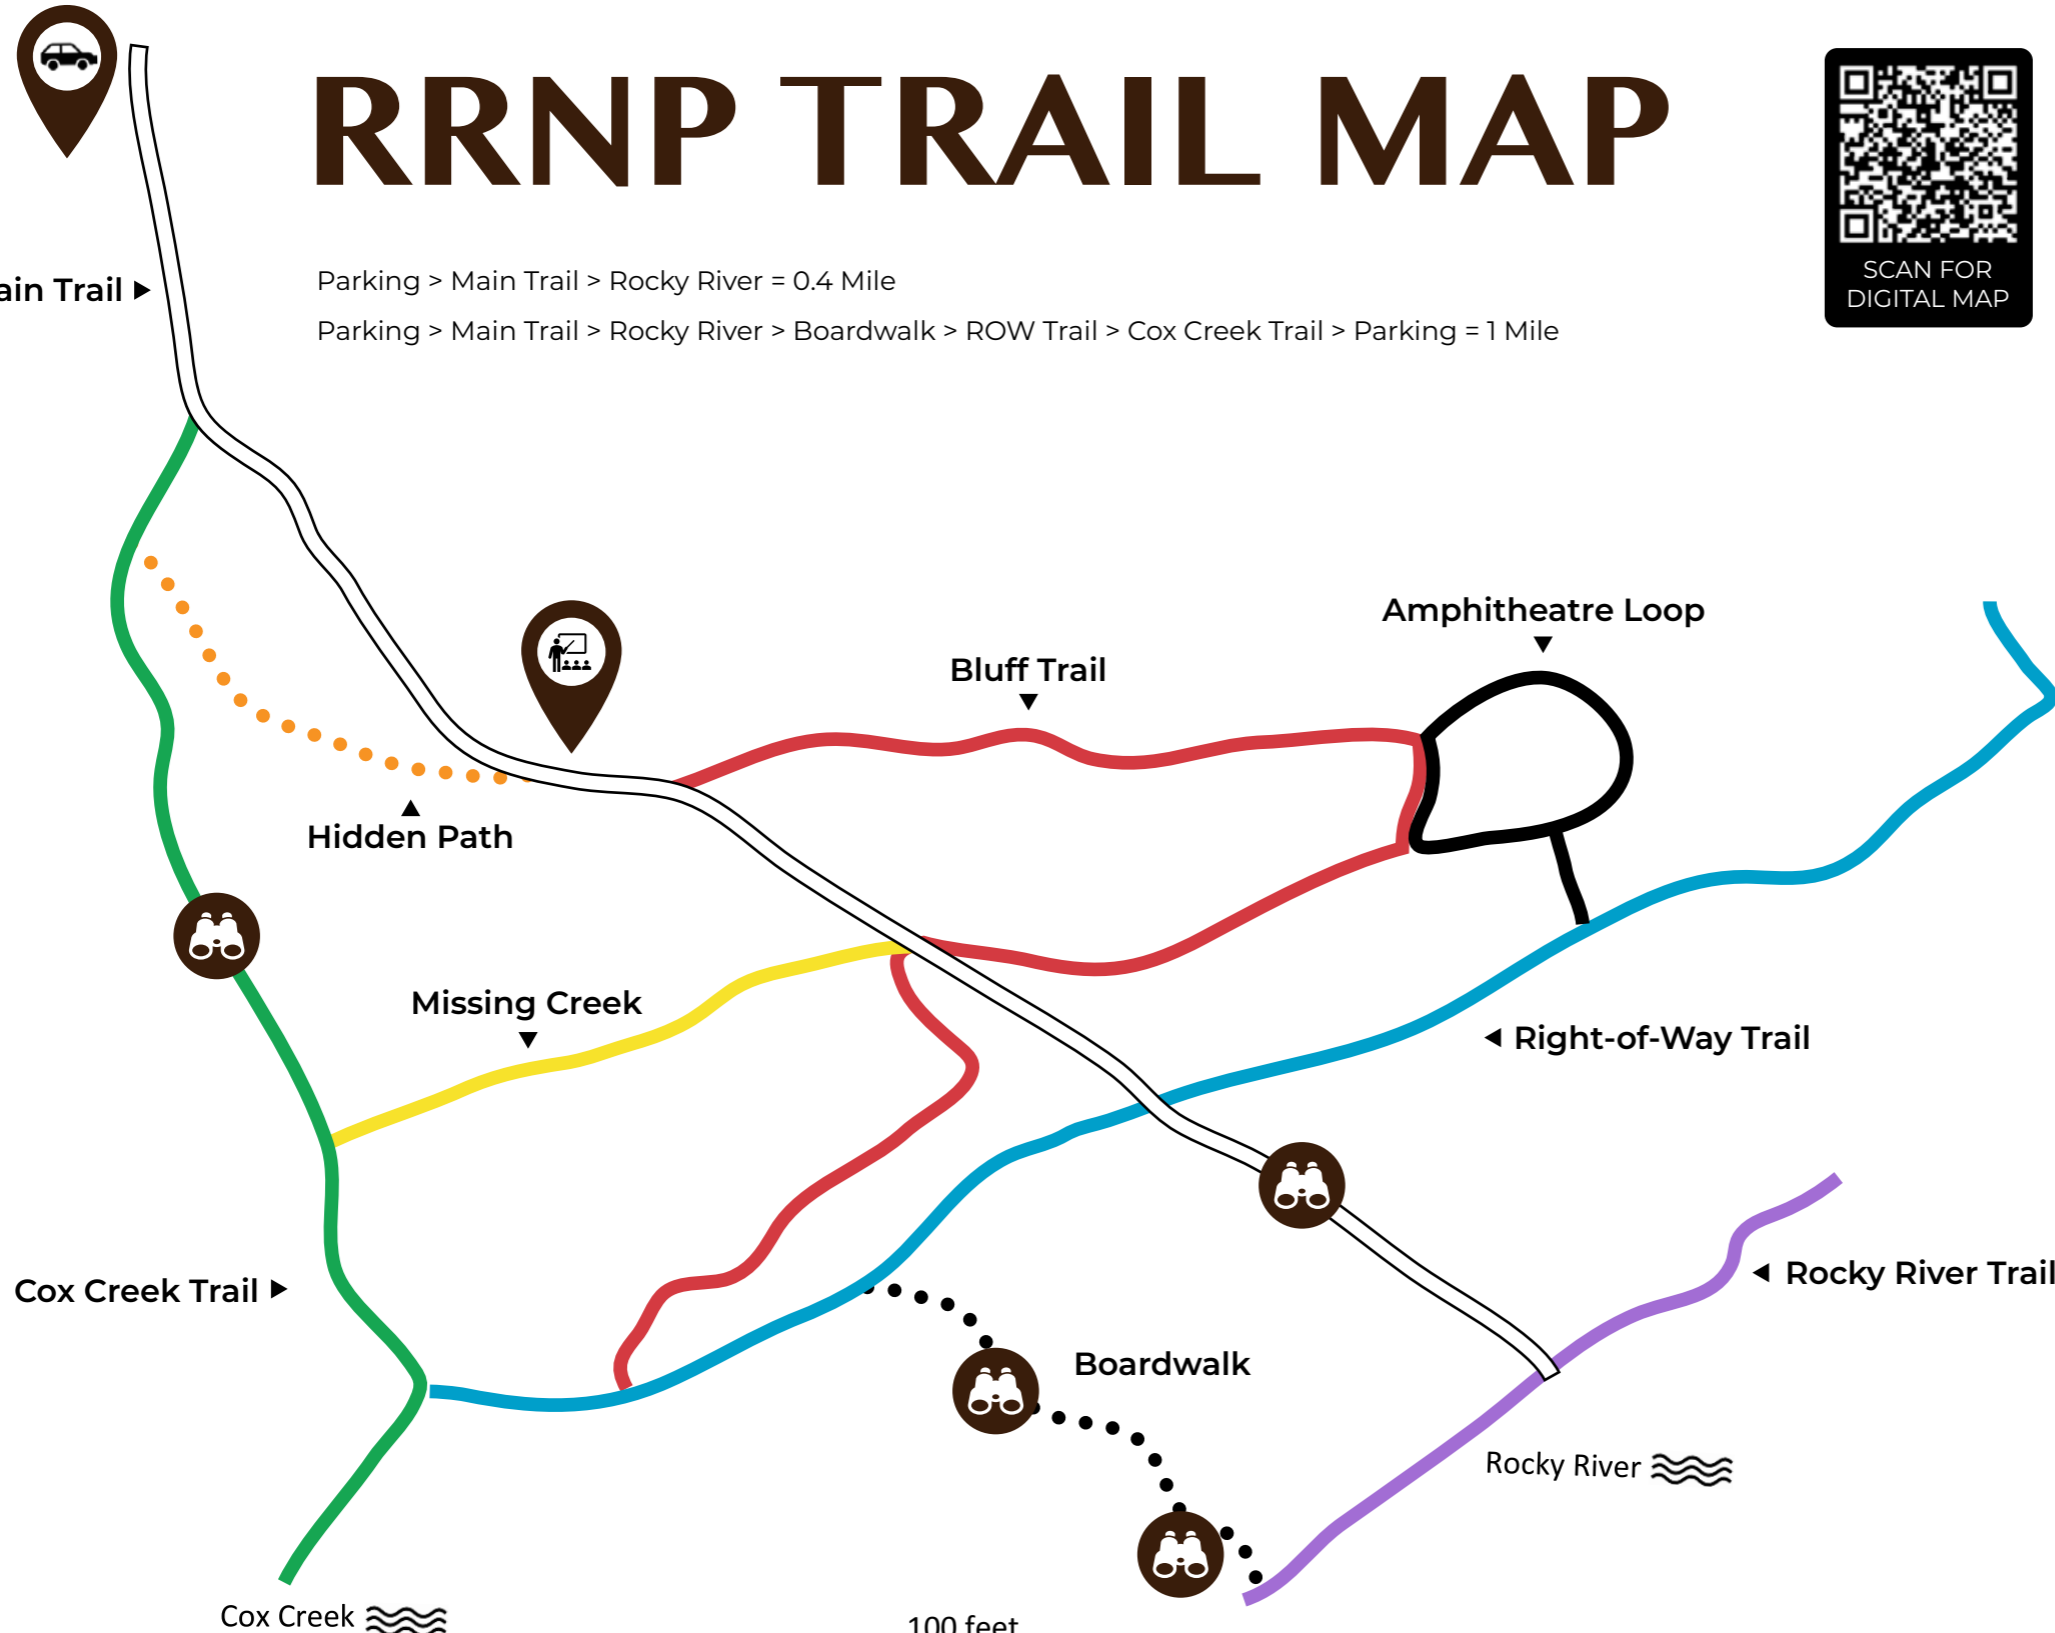 RRNP TRAIL MAP
SCAN FOR
DIGITAL MAP
Parking > Main Trail > Rocky River = 0.4 Mile
Parking > Main Trail > Rocky River > Boardwalk > ROW Trail > Cox Creek Trail > Parking = 1 Mile
ain Trail
Amphitheatre Loop
Bluff Trail
Hidden Path
Missing Creek
Right-of-Way Trail
Rocky River Trail
Cox Creek Trail
Boardwalk
Rocky River
Cox Creek
100 feet